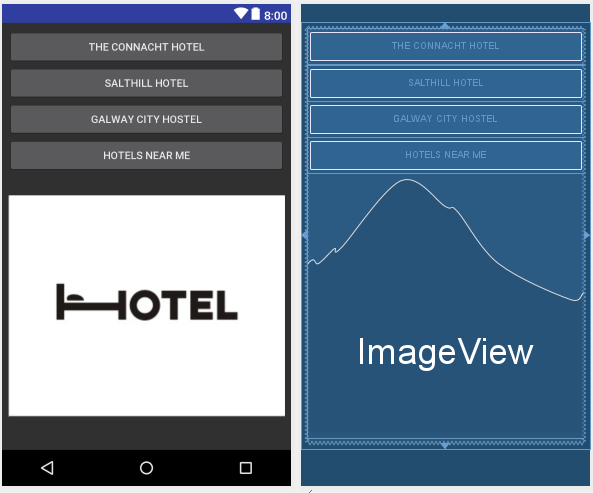 8:00
THE CONNACHT HOTEL
SALTHILL HOTEL
GALWAY CITY HOSTEL
HOTELS NEAR ME
HOTEL
THE CONNACHT HOTEL
SALTHILL HOTEL
GALWAY CITY HOSTEL
HOTELS NEAR ME
ImageView